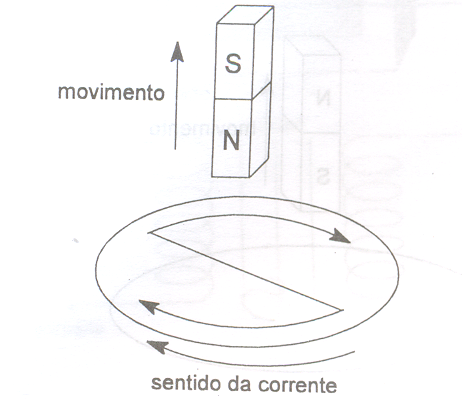 S
movimento
N
sentido da corrente